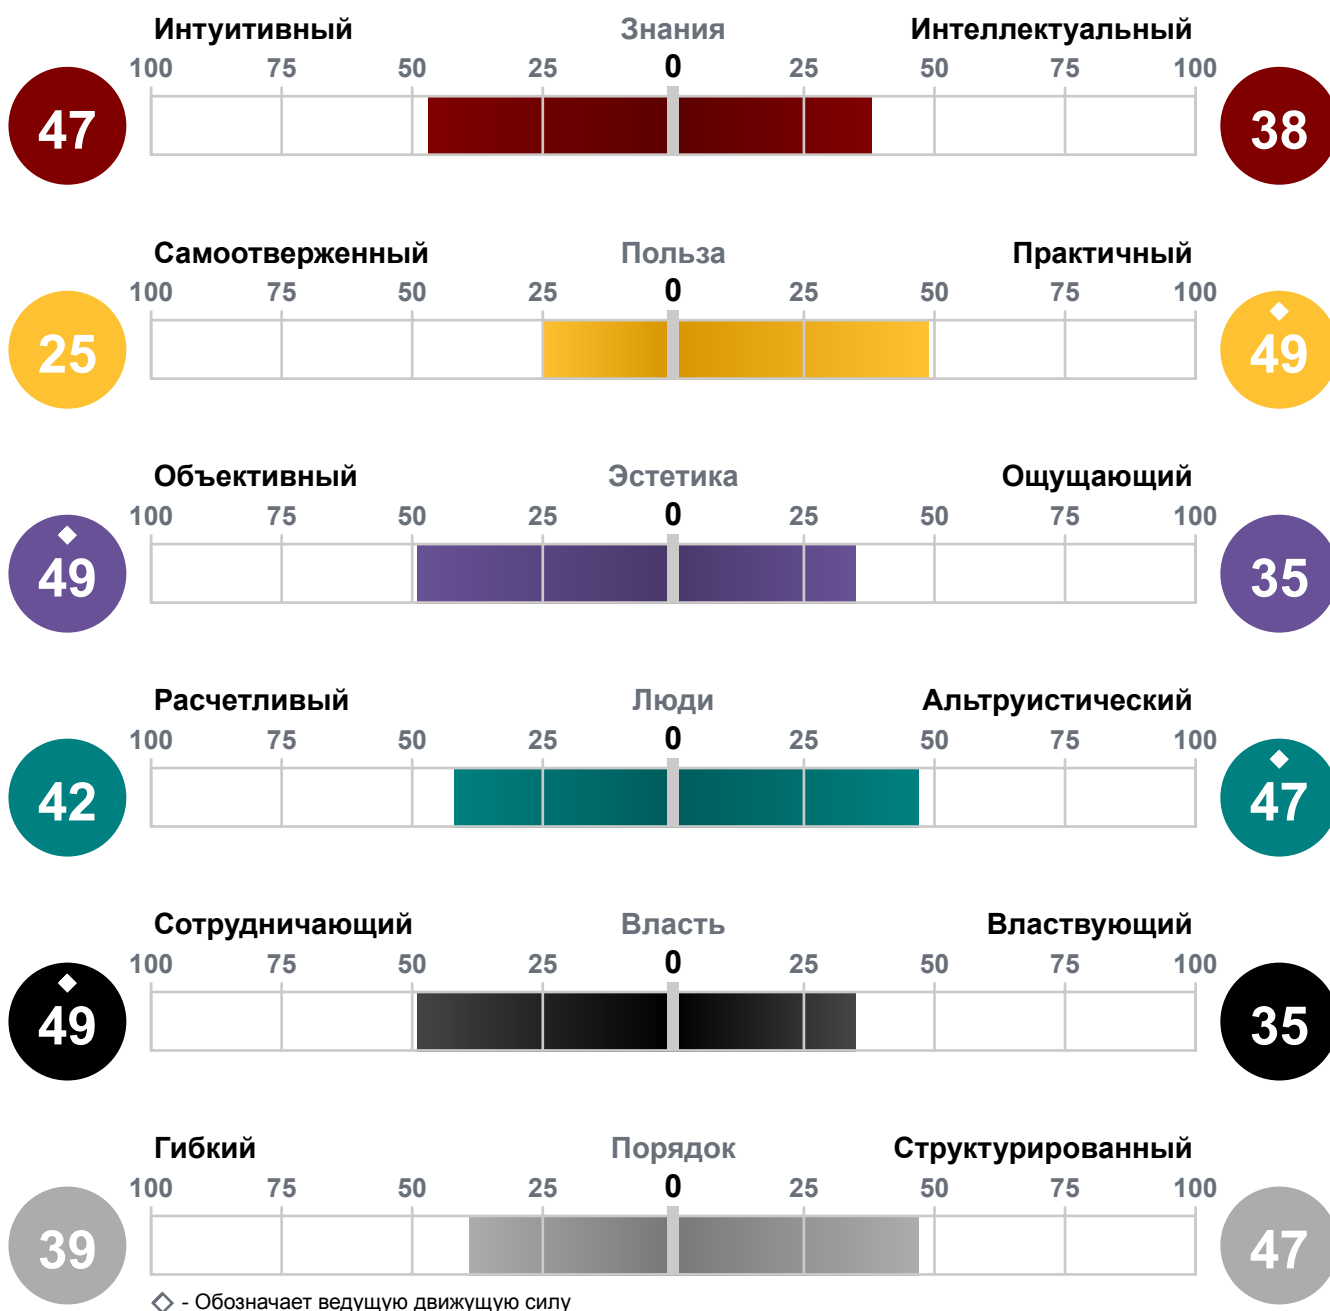 Интуитивный Знания Интеллектуальный
100 75 50 25 0 25 50 75 100
47 38
Самоотверженный Польза Практичный
100 75 50 25 0 25 50 75 100
25 49
Объективный Эстетика Ощущающий
100 75 50 25 0 25 50 75 100
49 35
Расчетливый Люди Альтруистический
100 75 50 25 0 25 50 75 100
42 47
Сотрудничающий Власть Властвующий
100 75 50 25 0 25 50 75 100
49 35
Гибкий Порядок Структурированный
100 75 50 25 0 25 50 75 100
39 47
- Обозначает ведущую движущую силу